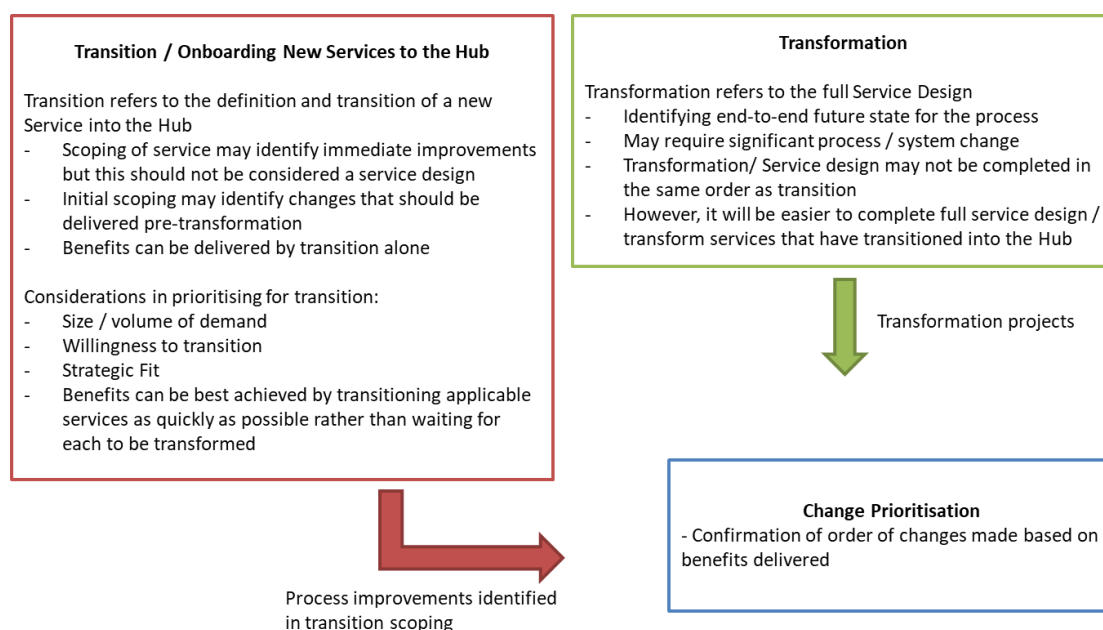 Transition / Onboarding New Services to the Hub
Transition refers to the definition and transition of a new
Service into the Hub
- Scoping of service may identify immediate improvements
but this should not be considered a service design
- Initial scoping may identify changes that should be
delivered pre-transformation
- Benefits can be delivered by transition alone
Considerations in prioritising for transition:
- Size / volume of demand
- Willingness to transition
- Strategic Fit
- Benefits can be best achieved by transitioning applicable
services as quickly as possible rather than waiting for
each to be transformed
Transformation
Transformation refers to the full Service Design
- Identifying end-to-end future state for the process
- May require significant process / system change
- Transformation/ Service design may not be completed in
the same order as transition
- However, it will be easier to complete full service design /
transform services that have transitioned into the Hub
Transformation projects
Process improvements identified
in transition scoping
Change Prioritisation
- Confirmation of order of changes made based on
benefits delivered